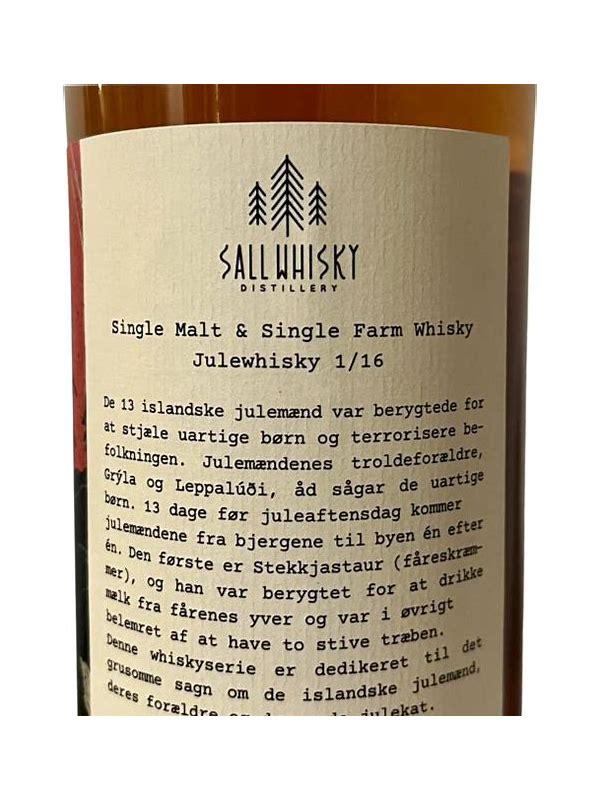 SALL WHISKY
DISTILLERY
Single Malt & Single Farm Whisky
Julewhisky 1/16
De 13 islandske julemænd var berygtede for
at stjæle uartige børn og terrorisere be-
folkningen. Julemændenes troldeforældre,
Grýla og Leppalúði, åd sågar de uartige
børn. 13 dage før juleaftensdag kommer
julemændene fra bjergene til byen én efter
én. Den første er Stekkjastaur (fåreskræm-
mer), og han var berygtet for at drikke
mælk fra fårenes yver og var i øvrigt
belemret af at have to stive træben.
Denne whiskyserie er dedikeret til det
grusomme sagn om de islandske julemænd,
deres forældre julekat.